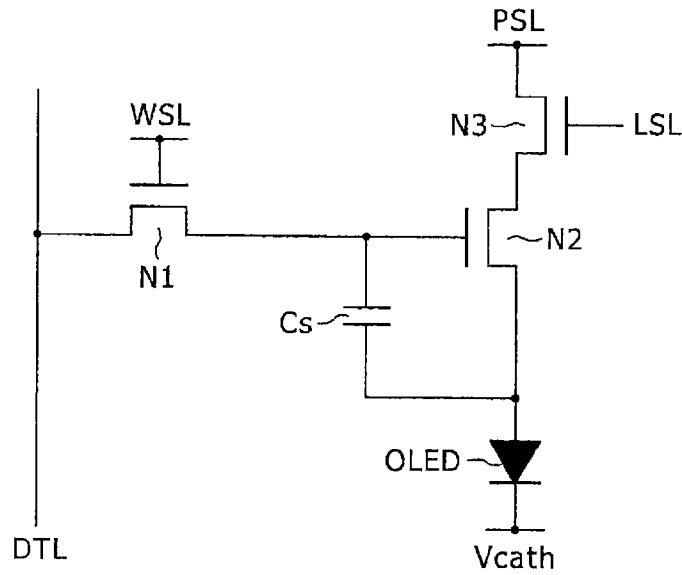 PSL
WSL
N3
LSL
N2
N1
Cs
OLED
DTL
Vcath